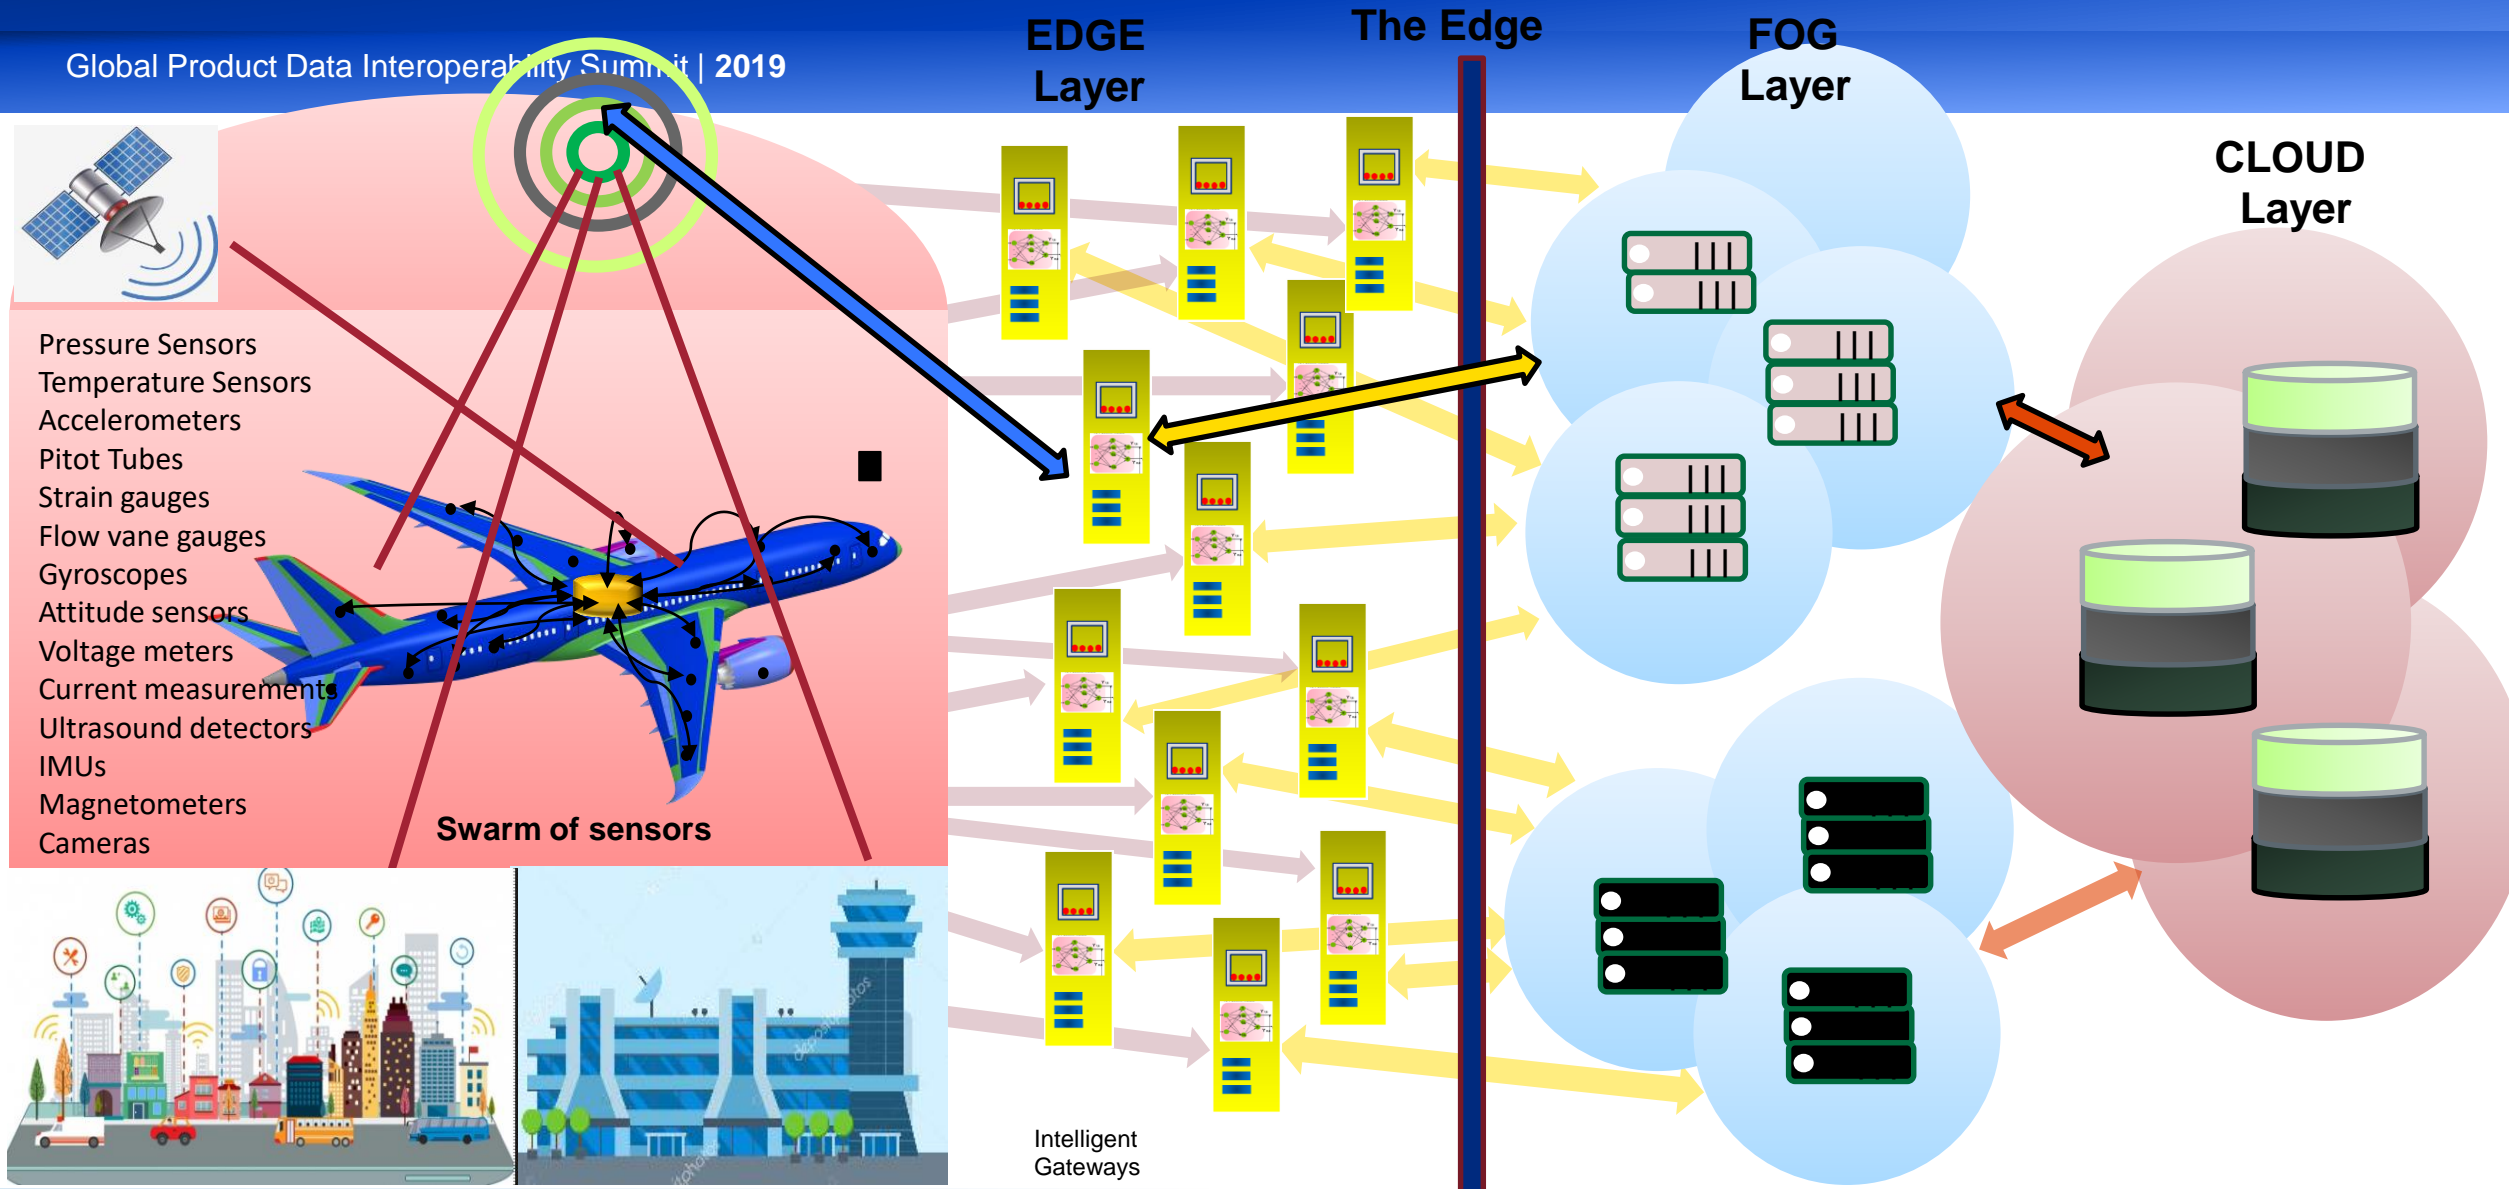 Global Product Data Interoperability Summit | 2019
EDGE
Layer
The Edge
FOG
Layer
CLOUD
Layer
Pressure Sensors
Temperature Sensors
Accelerometers
Pitot Tubes
Strain gauges
Flow vane gauges
Gyroscopes
Attitude sensors
Voltage meters
Current measurements
Ultrasound detectors
IMUs
Magnetometers
Cameras
Swarm of sensors
Intelligent
Gateways
depositphotos